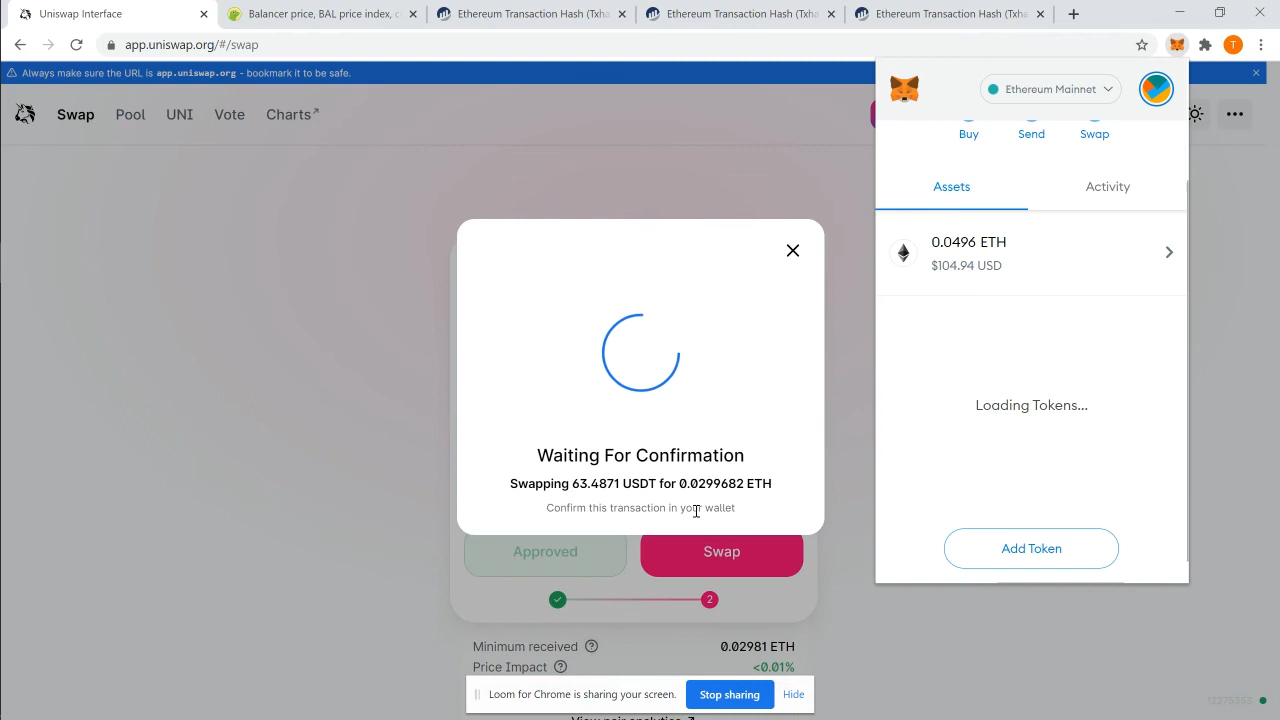 Uniswap Interface
Balancer price, BAL price index, c
Ethereum Transaction Hash (Txha
Ethereum Transaction Hash (Txha
Ethereum Transaction Hash (Txhe
app.uniswap.org/#/swap
T
Always make sure the URL is app.uniswap.org - bookmark it to be safe.
Swap
Pool
UNI
Vote
Charts↗
Ethereum Mainnet
Buy
Send
Swap
Assets
Activity
0.0496 ETH
$104.94 USD
Loading Tokens...
Add Token
Waiting For Confirmation
Swapping 63.4871 USDT for 0.0299682 ETH
Confirm this transaction in your wallet
Approved
Swap
2
Minimum received
0.02981 ETH
Price Impact
<0.01%
Loom for Chrome is sharing your screen.
Stop sharing
Hide
View pair analytics ↗